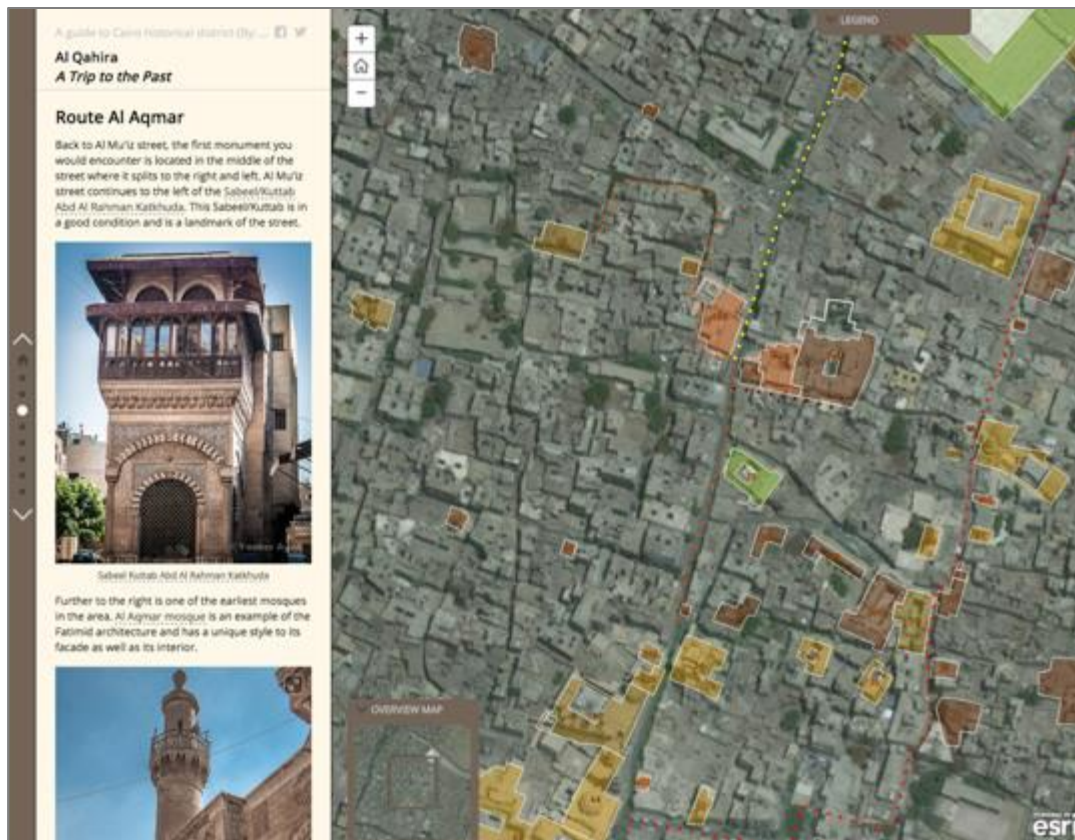 A guide to Cairo historical district (By: ...
Al Qahira
A Trip to the Past
Route Al Aqmar
Back to Al Mu'iz street, the first monument you
would encounter is located in the middle of the
street where it splits to the right and left. Al Mu'iz
street continues to the left of the Sabeel/Kuttab
Abd Al Rahman Katkhuda. This Sabeel/Kuttab is in
a good condition and is a landmark of the street.
Sabeel Kuttab Abd Al Rahman Katkhuda
Further to the right is one of the earliest mosques
in the area. Al Aqmar mosque is an example of the
Fatimid architecture and has a unique style to its
facade as well as its interior.
LEGEND
OVERVIEW MAP
esri